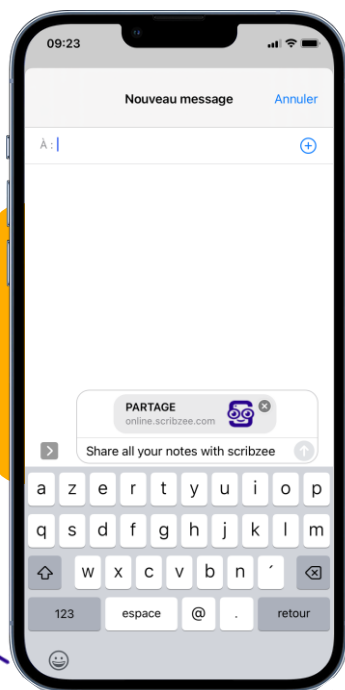 09:23
Nouveau message
Annuler
À :
PARTAGE
online.scribzee.com
Share all your notes with scribzee
a z e r t y u i o p
q s d f g h j k l m
w x c v b n ´
123 espace @ . retour